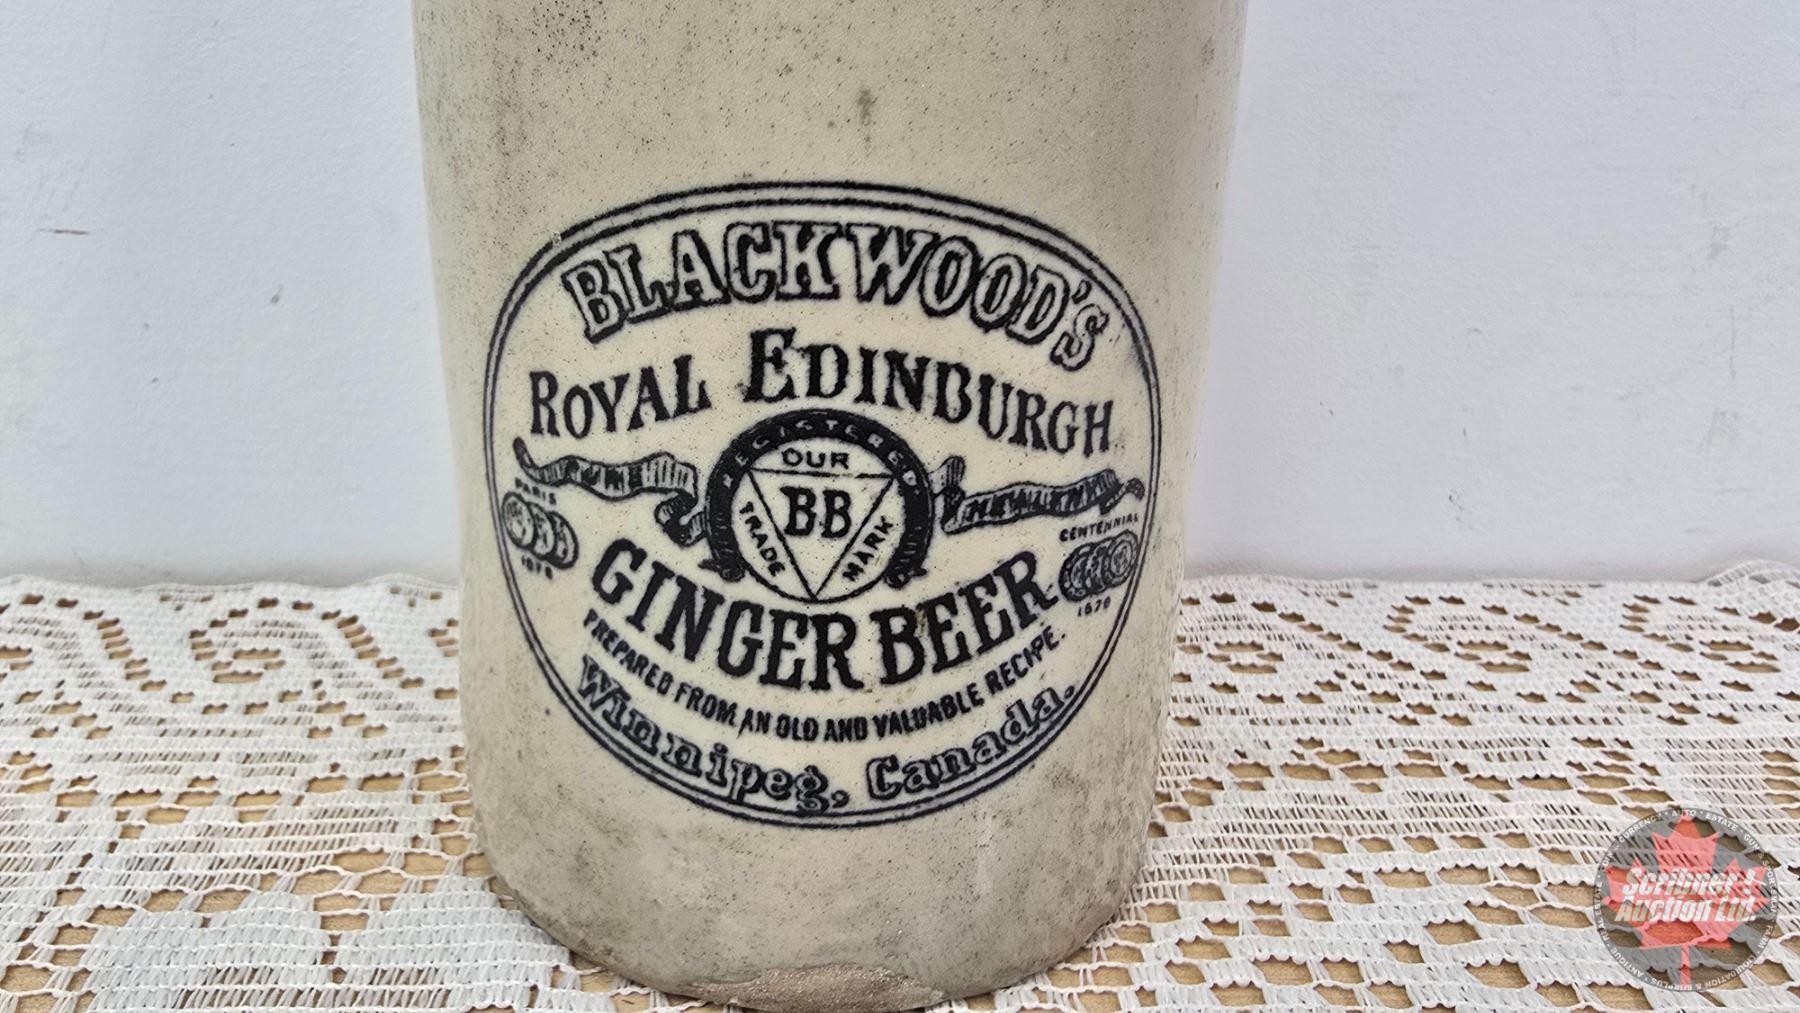 BLACKWOOD'S
ROYAL EDINBURGH
REGISTERED
OUR
BB
TRADE MARK
PARIS
1878
CENTENNIAL
1876
GINGER BEER
PREPARED FROM AN OLD AND VALUABLE RECIPE.
Winnipeg, Canada.
Scribner's
Auction Ltd.